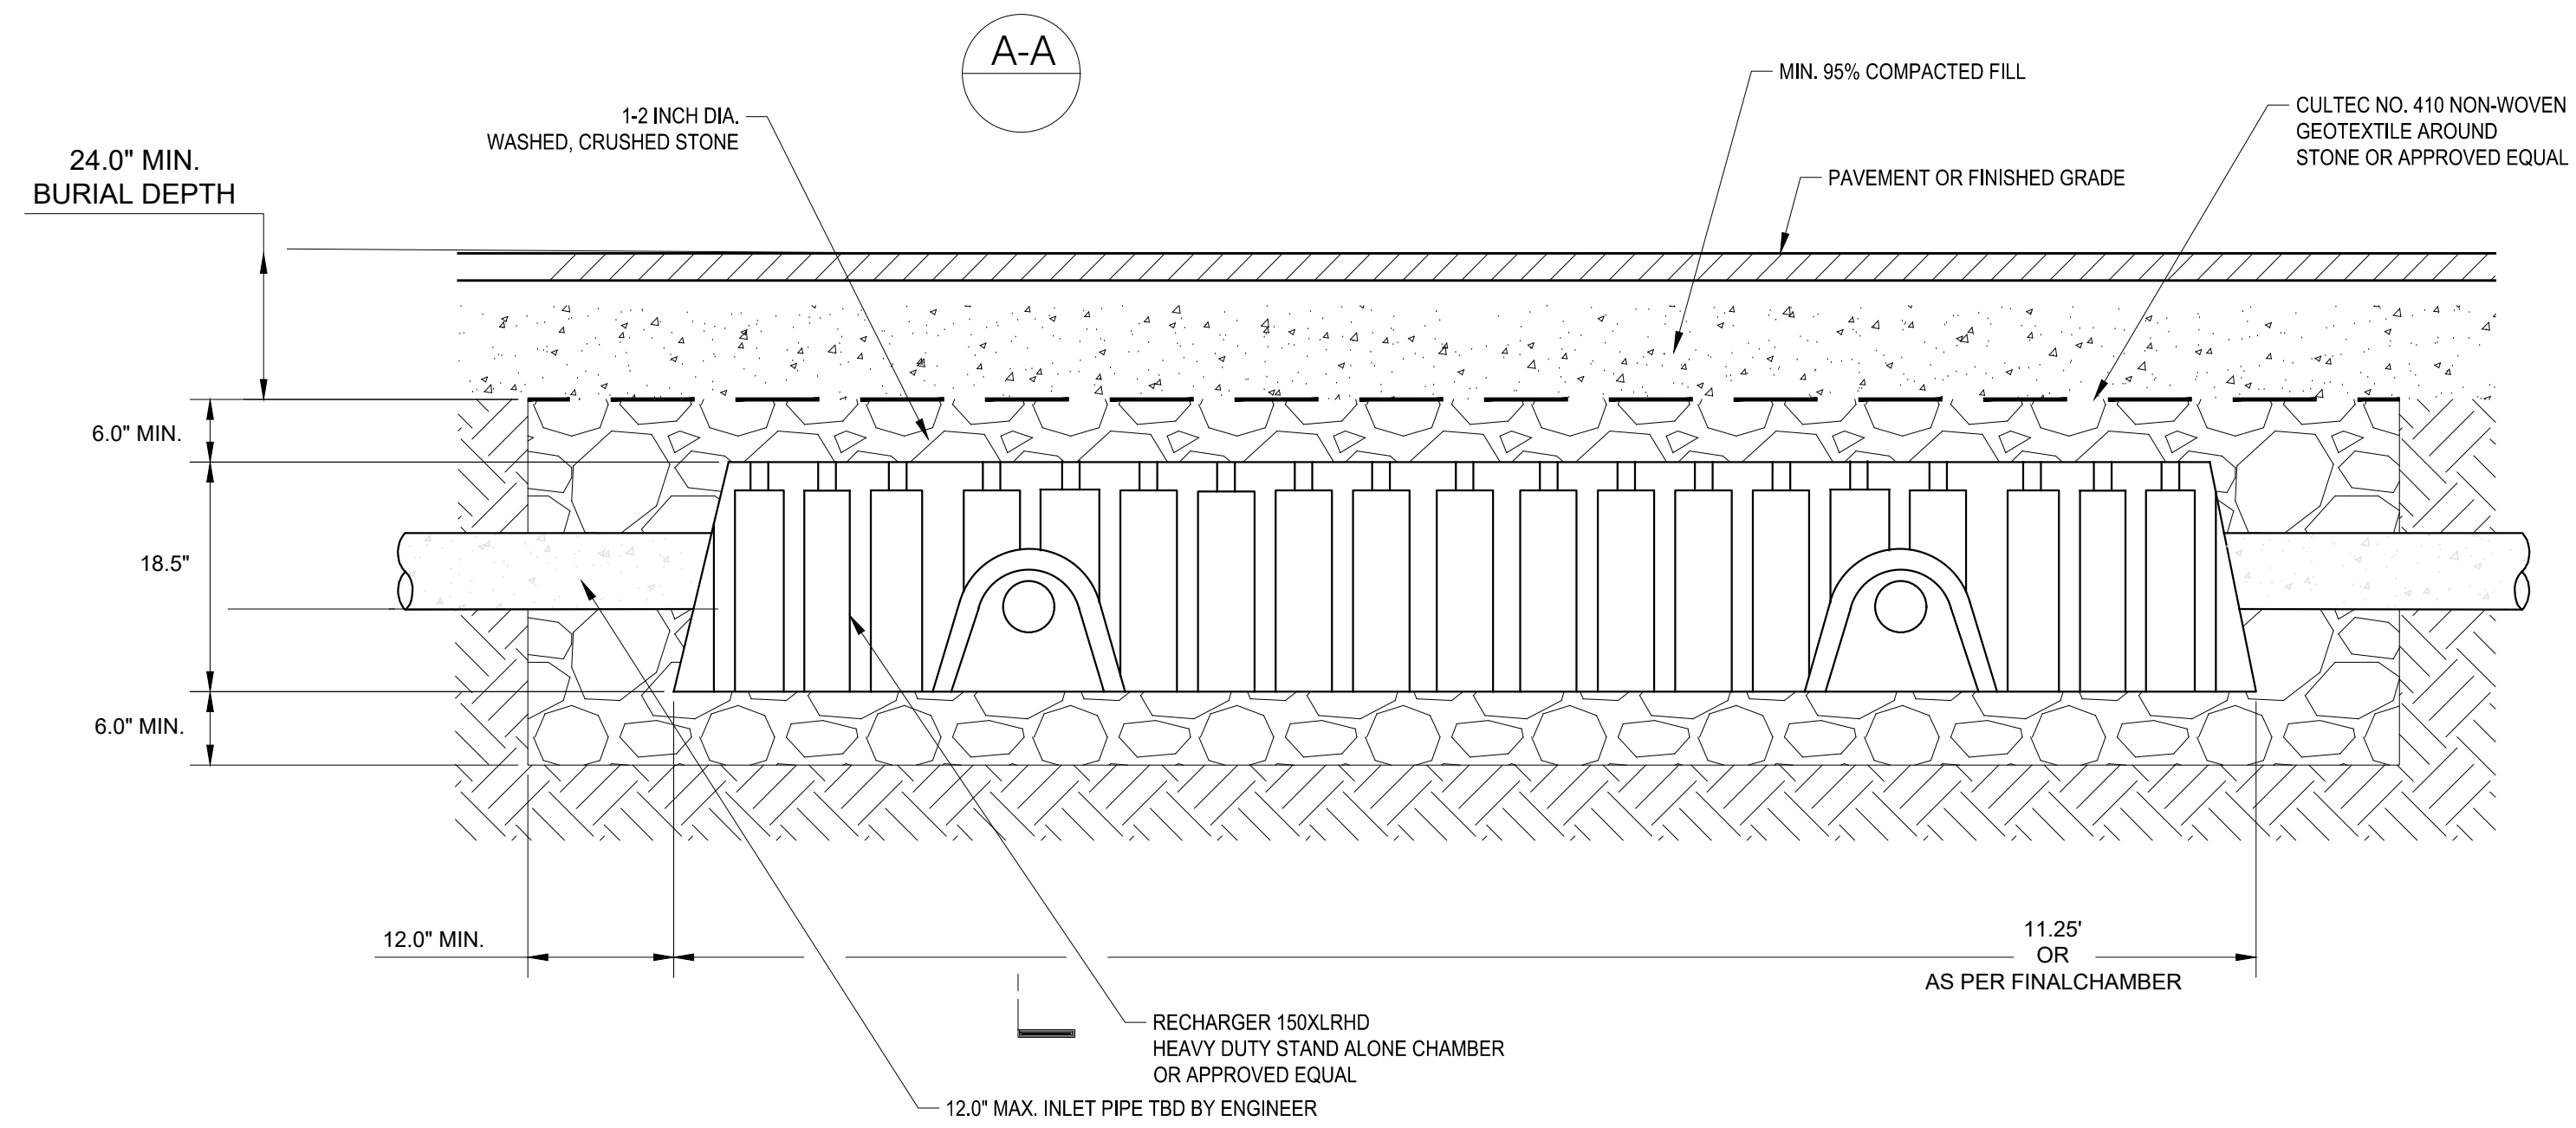 A-A
MIN. 95% COMPACTED FILL
1-2 INCH DIA.
WASHED, CRUSHED STONE
CULTEC NO. 410 NON-WOVEN
GEOTEXTILE AROUND
STONE OR APPROVED EQUAL
24.0" MIN.
BURIAL DEPTH
PAVEMENT OR FINISHED GRADE
6.0" MIN.
18.5"
6.0" MIN.
12.0" MIN.
11.25'
OR
AS PER FINALCHAMBER
RECHARGER 150XLRHD
HEAVY DUTY STAND ALONE CHAMBER
OR APPROVED EQUAL
12.0" MAX. INLET PIPE TBD BY ENGINEER